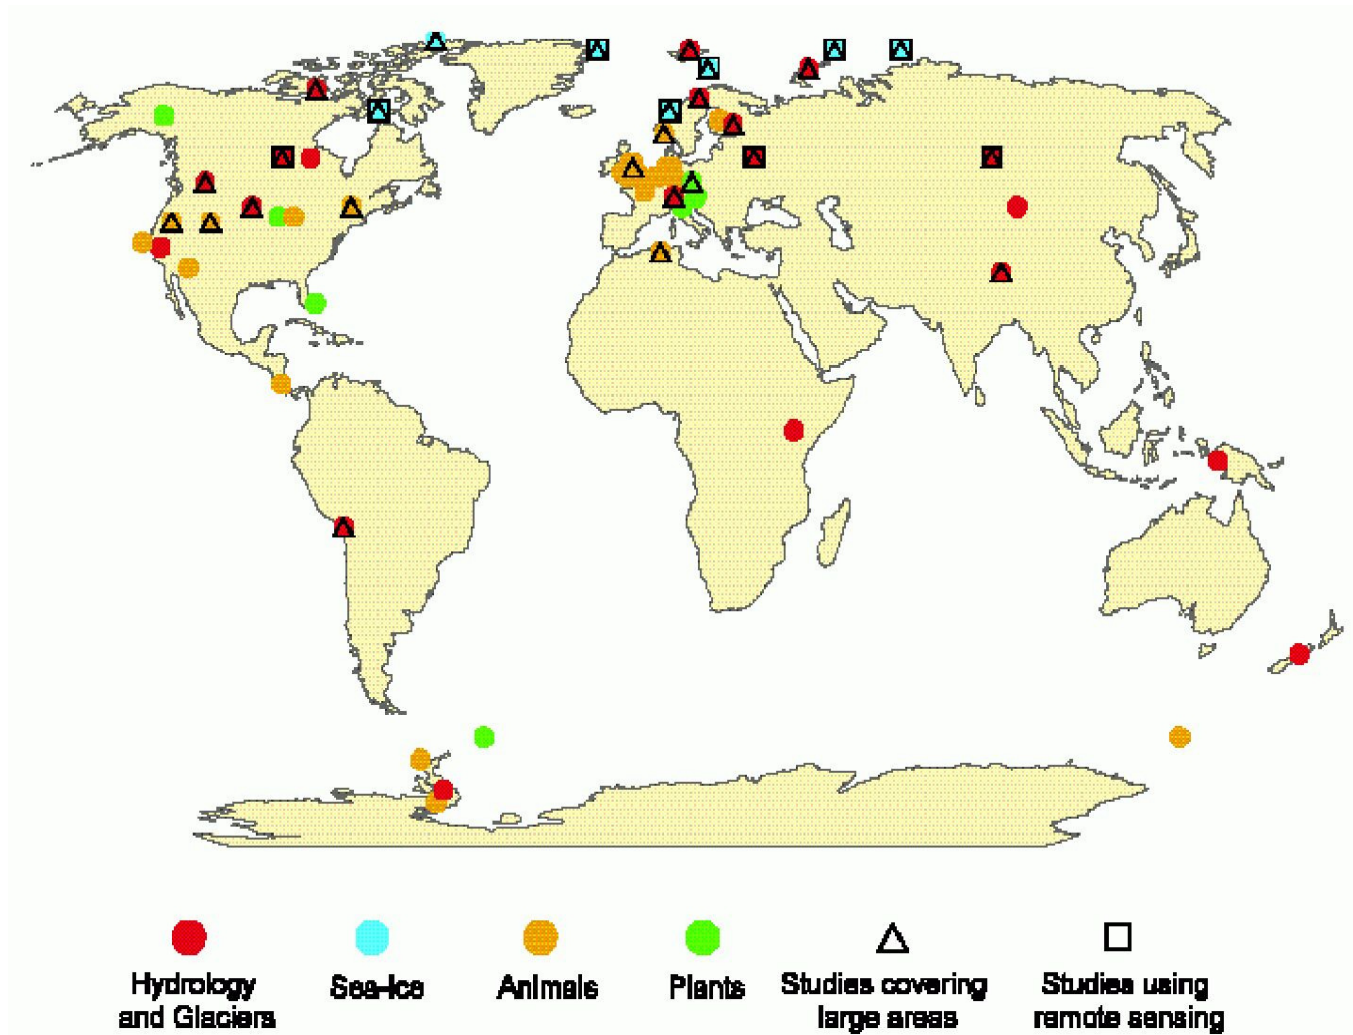 Hydrology
and Glaciers
Sea-Ice
Animals
Plants
Studies covering
large areas
Studies using
remote sensing